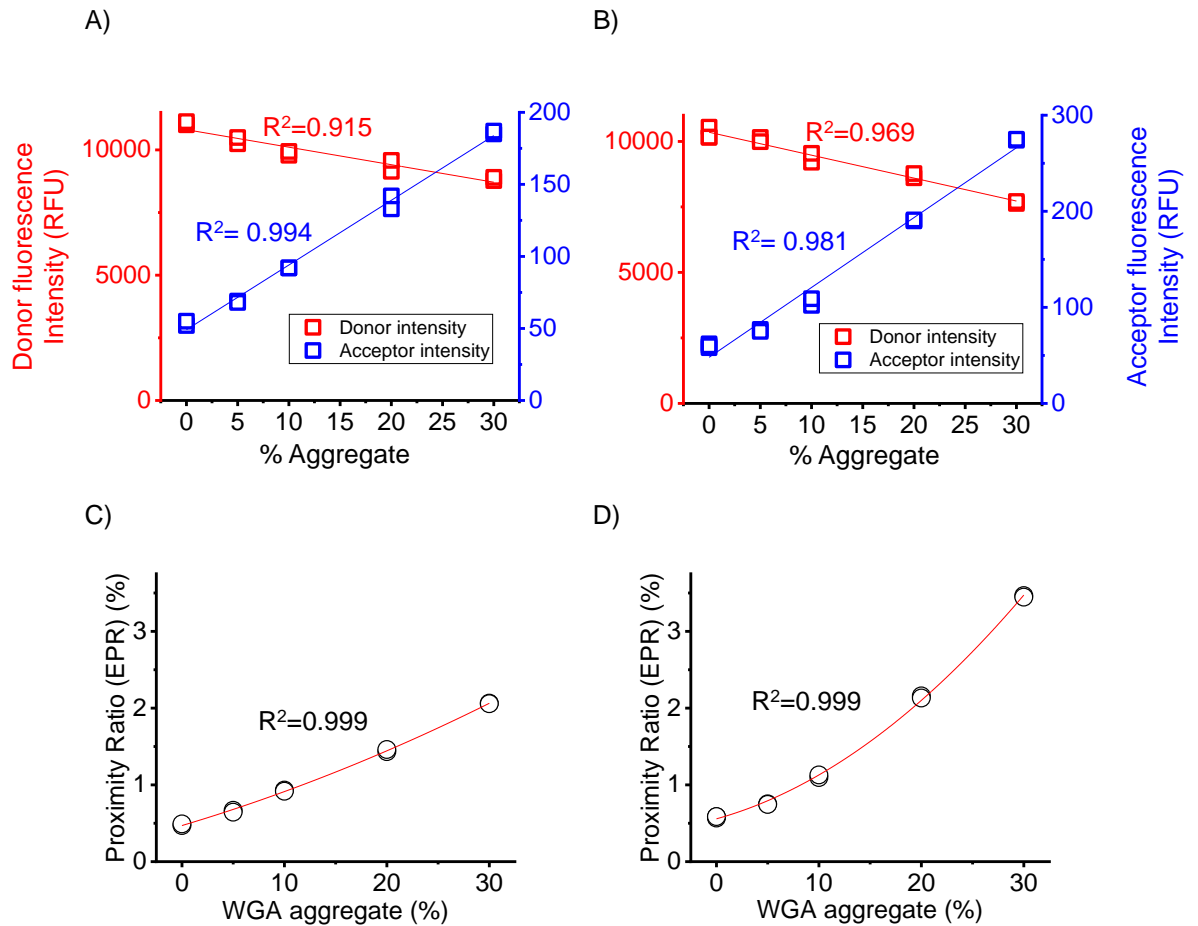 A)
B)
Donor fluorescence
Intensity (RFU)
10000
5000
0
R²=0.915
R²= 0.994
Donor intensity
Acceptor intensity
200
150
100
50
0
0 5 10 15 20 25 30
% Aggregate
10000
5000
0
R²=0.969
R²= 0.981
Donor intensity
Acceptor intensity
300
200
100
0
Acceptor fluorescence
Intensity (RFU)
0 5 10 15 20 25 30
% Aggregate
C)
D)
Proximity Ratio (EPR) (%)
3
2
1
0
R²=0.999
0 10 20 30
WGA aggregate (%)
Proximity Ratio (EPR) (%)
3
2
1
0
R²=0.999
0 10 20 30
WGA aggregate (%)